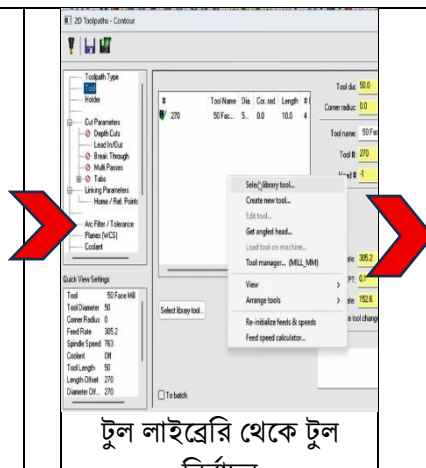 2D Toolpaths - Contour
Toolpath Type
Tool
Holder
Cut Parameters
Depth Cuts
Lead In/Out
Break Through
Multi Passes
Tabs
Linking Parameters
Home / Ref. Points
Arc Filter / Tolerance
Planes (WCS)
Coolant
Quick View Settings
Tool 50 Face Mill
Tool Diameter 50
Corner Radius 0
Feed Rate 305.2
Spindle Speed 763
Coolant Off
Tool Length 50
Length Offset 270
Diameter Off... 270
# Tool Name Dia Cor. rad. Length
270 50 Fac... 5... 0.0 10.0 4
Select library tool...
Create new tool...
Edit tool...
Get angled head...
Load tool on machine...
Tool manager... (MILL_MM)
View
Arrange tools
Re-initialize feeds & speeds
Feed speed calculator...
Select library tool...
To batch
Tool dia: 50.0
Corner radius: 0.0
Tool name: 50 Fac
Tool #: 270
Head # -1
305.2
152.6
টুল লাইব্রেরি থেকে টুল